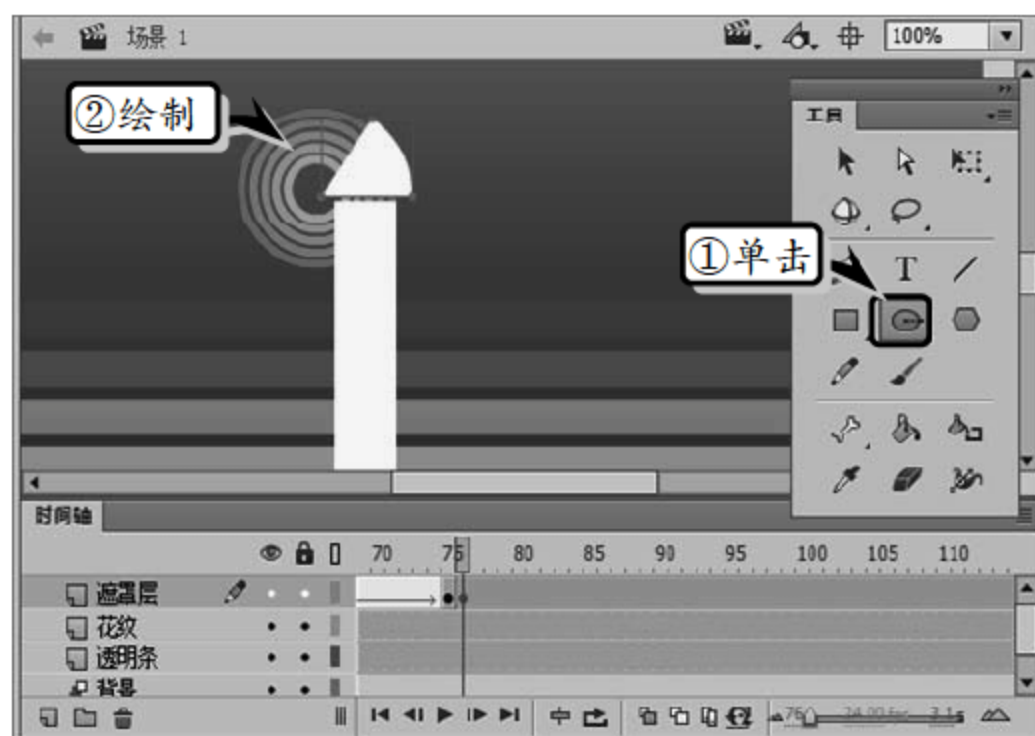 场景 1
100%
②绘制
工具
①单击
T
时间轴
70 75 80 85 90 95 100 105 110
遮罩层
花纹
透明条
背景
76 24.00 fps 3.1s